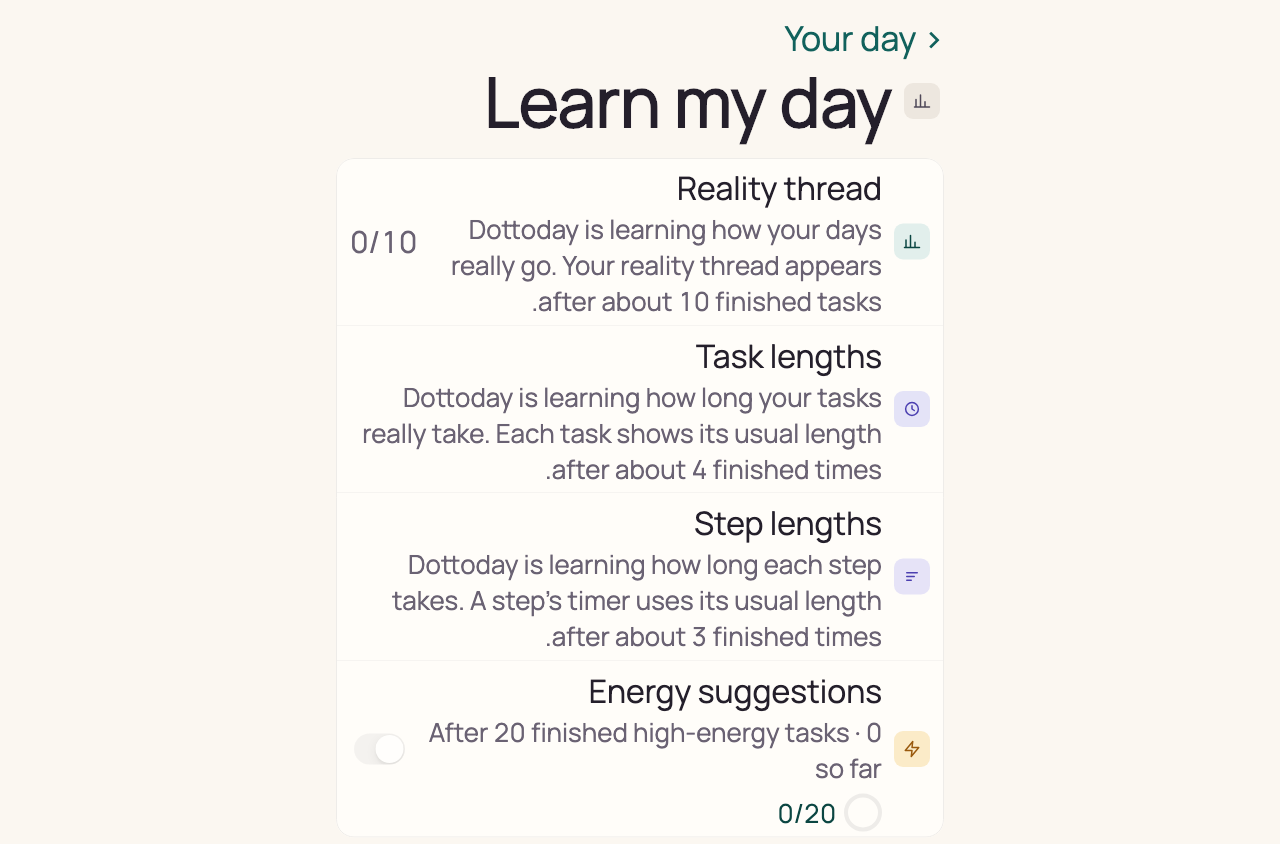 Your day ›
Learn my day
Reality thread
Dottoday is learning how your days
really go. Your reality thread appears
.after about 10 finished tasks
0/10
Task lengths
Dottoday is learning how long your tasks
really take. Each task shows its usual length
.after about 4 finished times
Step lengths
Dottoday is learning how long each step
takes. A step’s timer uses its usual length
.after about 3 finished times
Energy suggestions
After 20 finished high-energy tasks · 0
so far
0/20